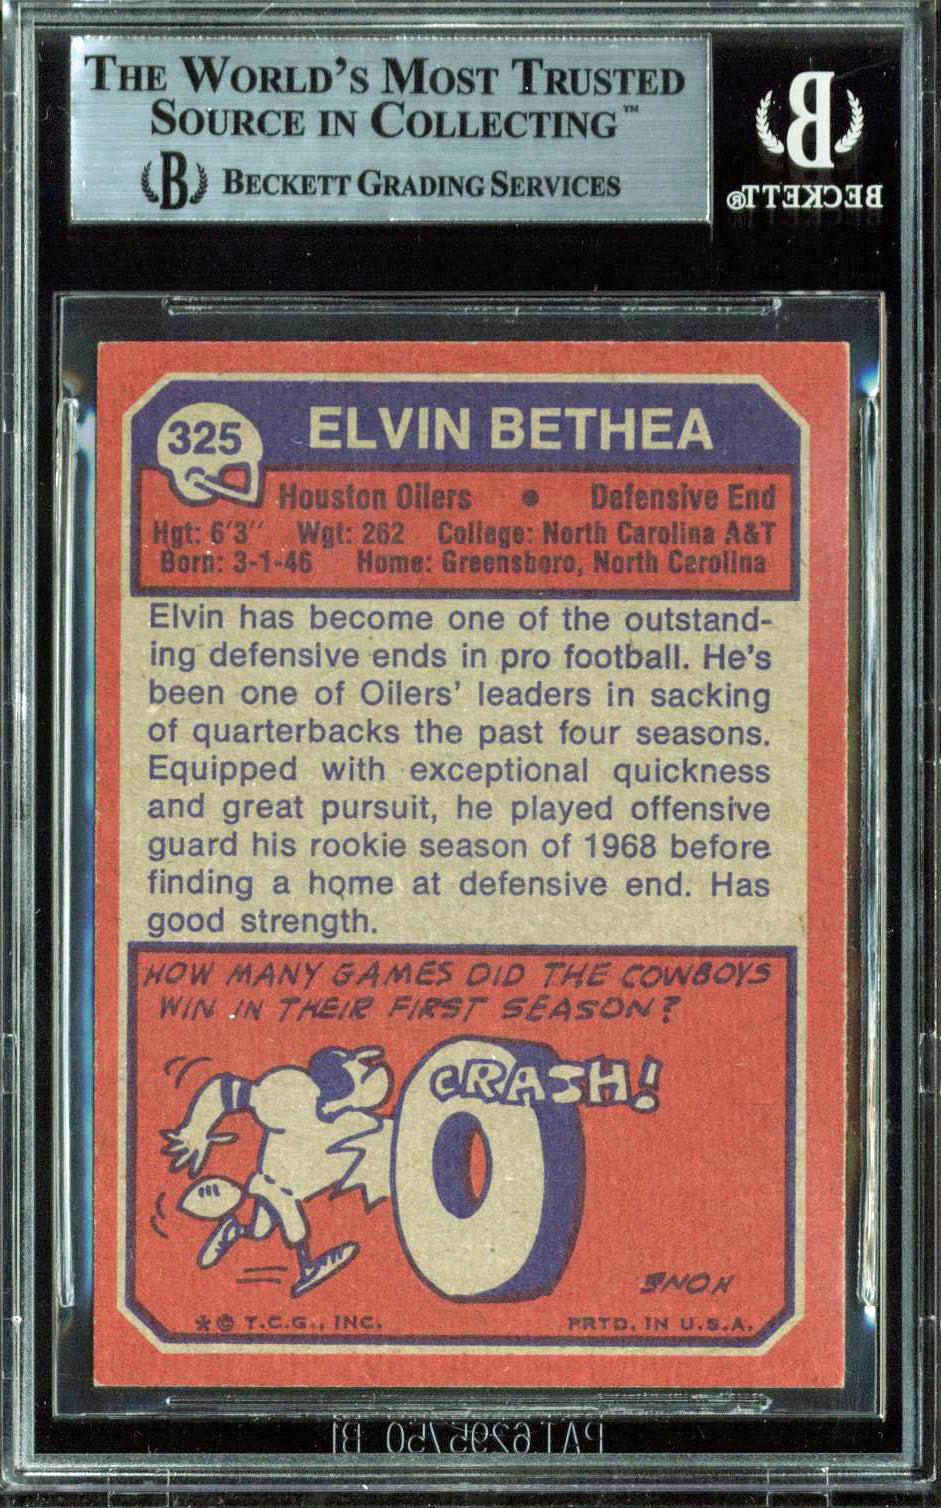 THE WORLD'S MOST TRUSTED
SOURCE IN COLLECTING™
B BECKETT GRADING SERVICES
B
BECKETT®
325
ELVIN BETHEA
Houston Oilers • Defensive End
Hgt: 6'3" Wgt: 262 College: North Carolina A&T
Born: 3-1-46 Home: Greensboro, North Carolina
Elvin has become one of the outstand-
ing defensive ends in pro football. He's
been one of Oilers' leaders in sacking
of quarterbacks the past four seasons.
Equipped with exceptional quickness
and great pursuit, he played offensive
guard his rookie season of 1968 before
finding a home at defensive end. Has
good strength.
HOW MANY GAMES DID THE COWBOYS
WIN IN THEIR FIRST SEASON?
CRASH!
0
* © T.C.G., INC. PRTD. IN U.S.A.